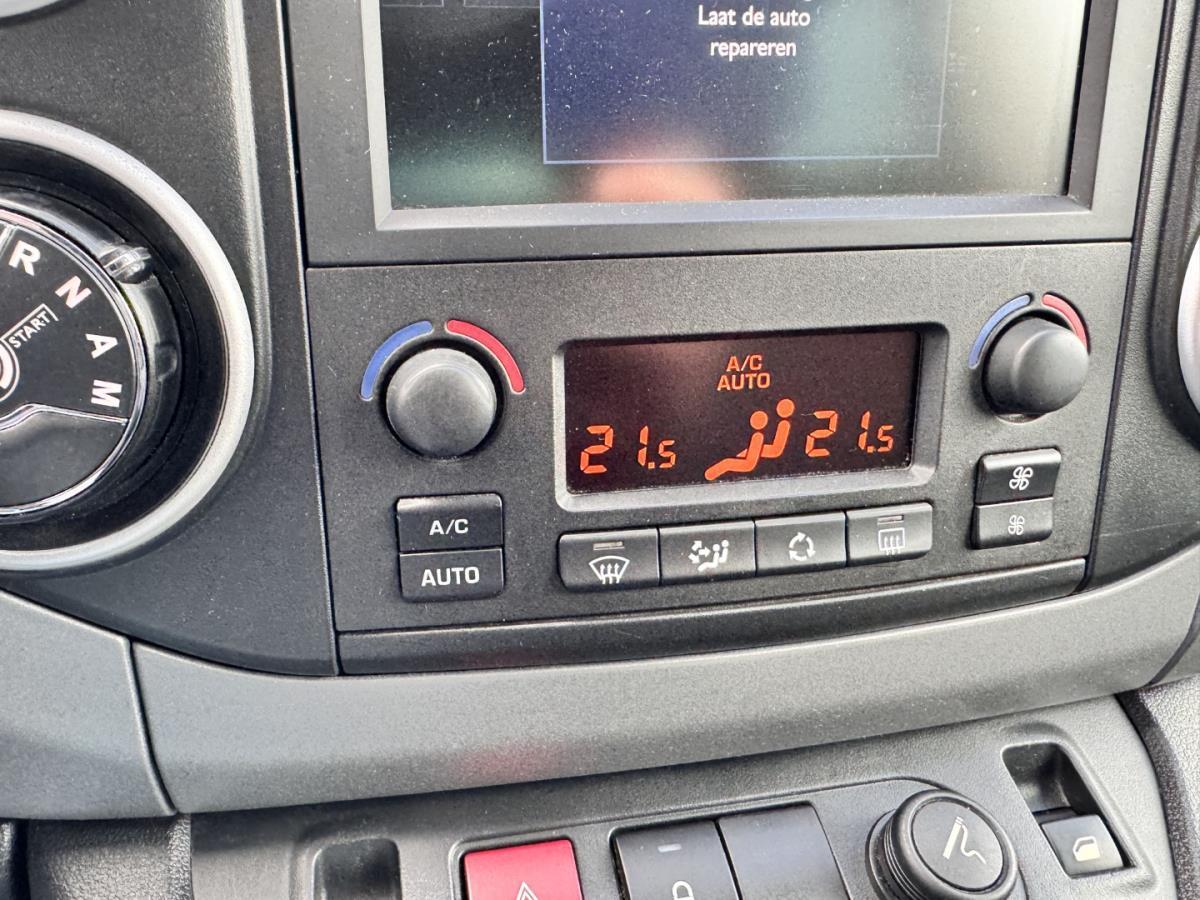 Laat de auto
repareren
R
N
A
M
START
A/C
AUTO
21.5
21.5
A/C
AUTO